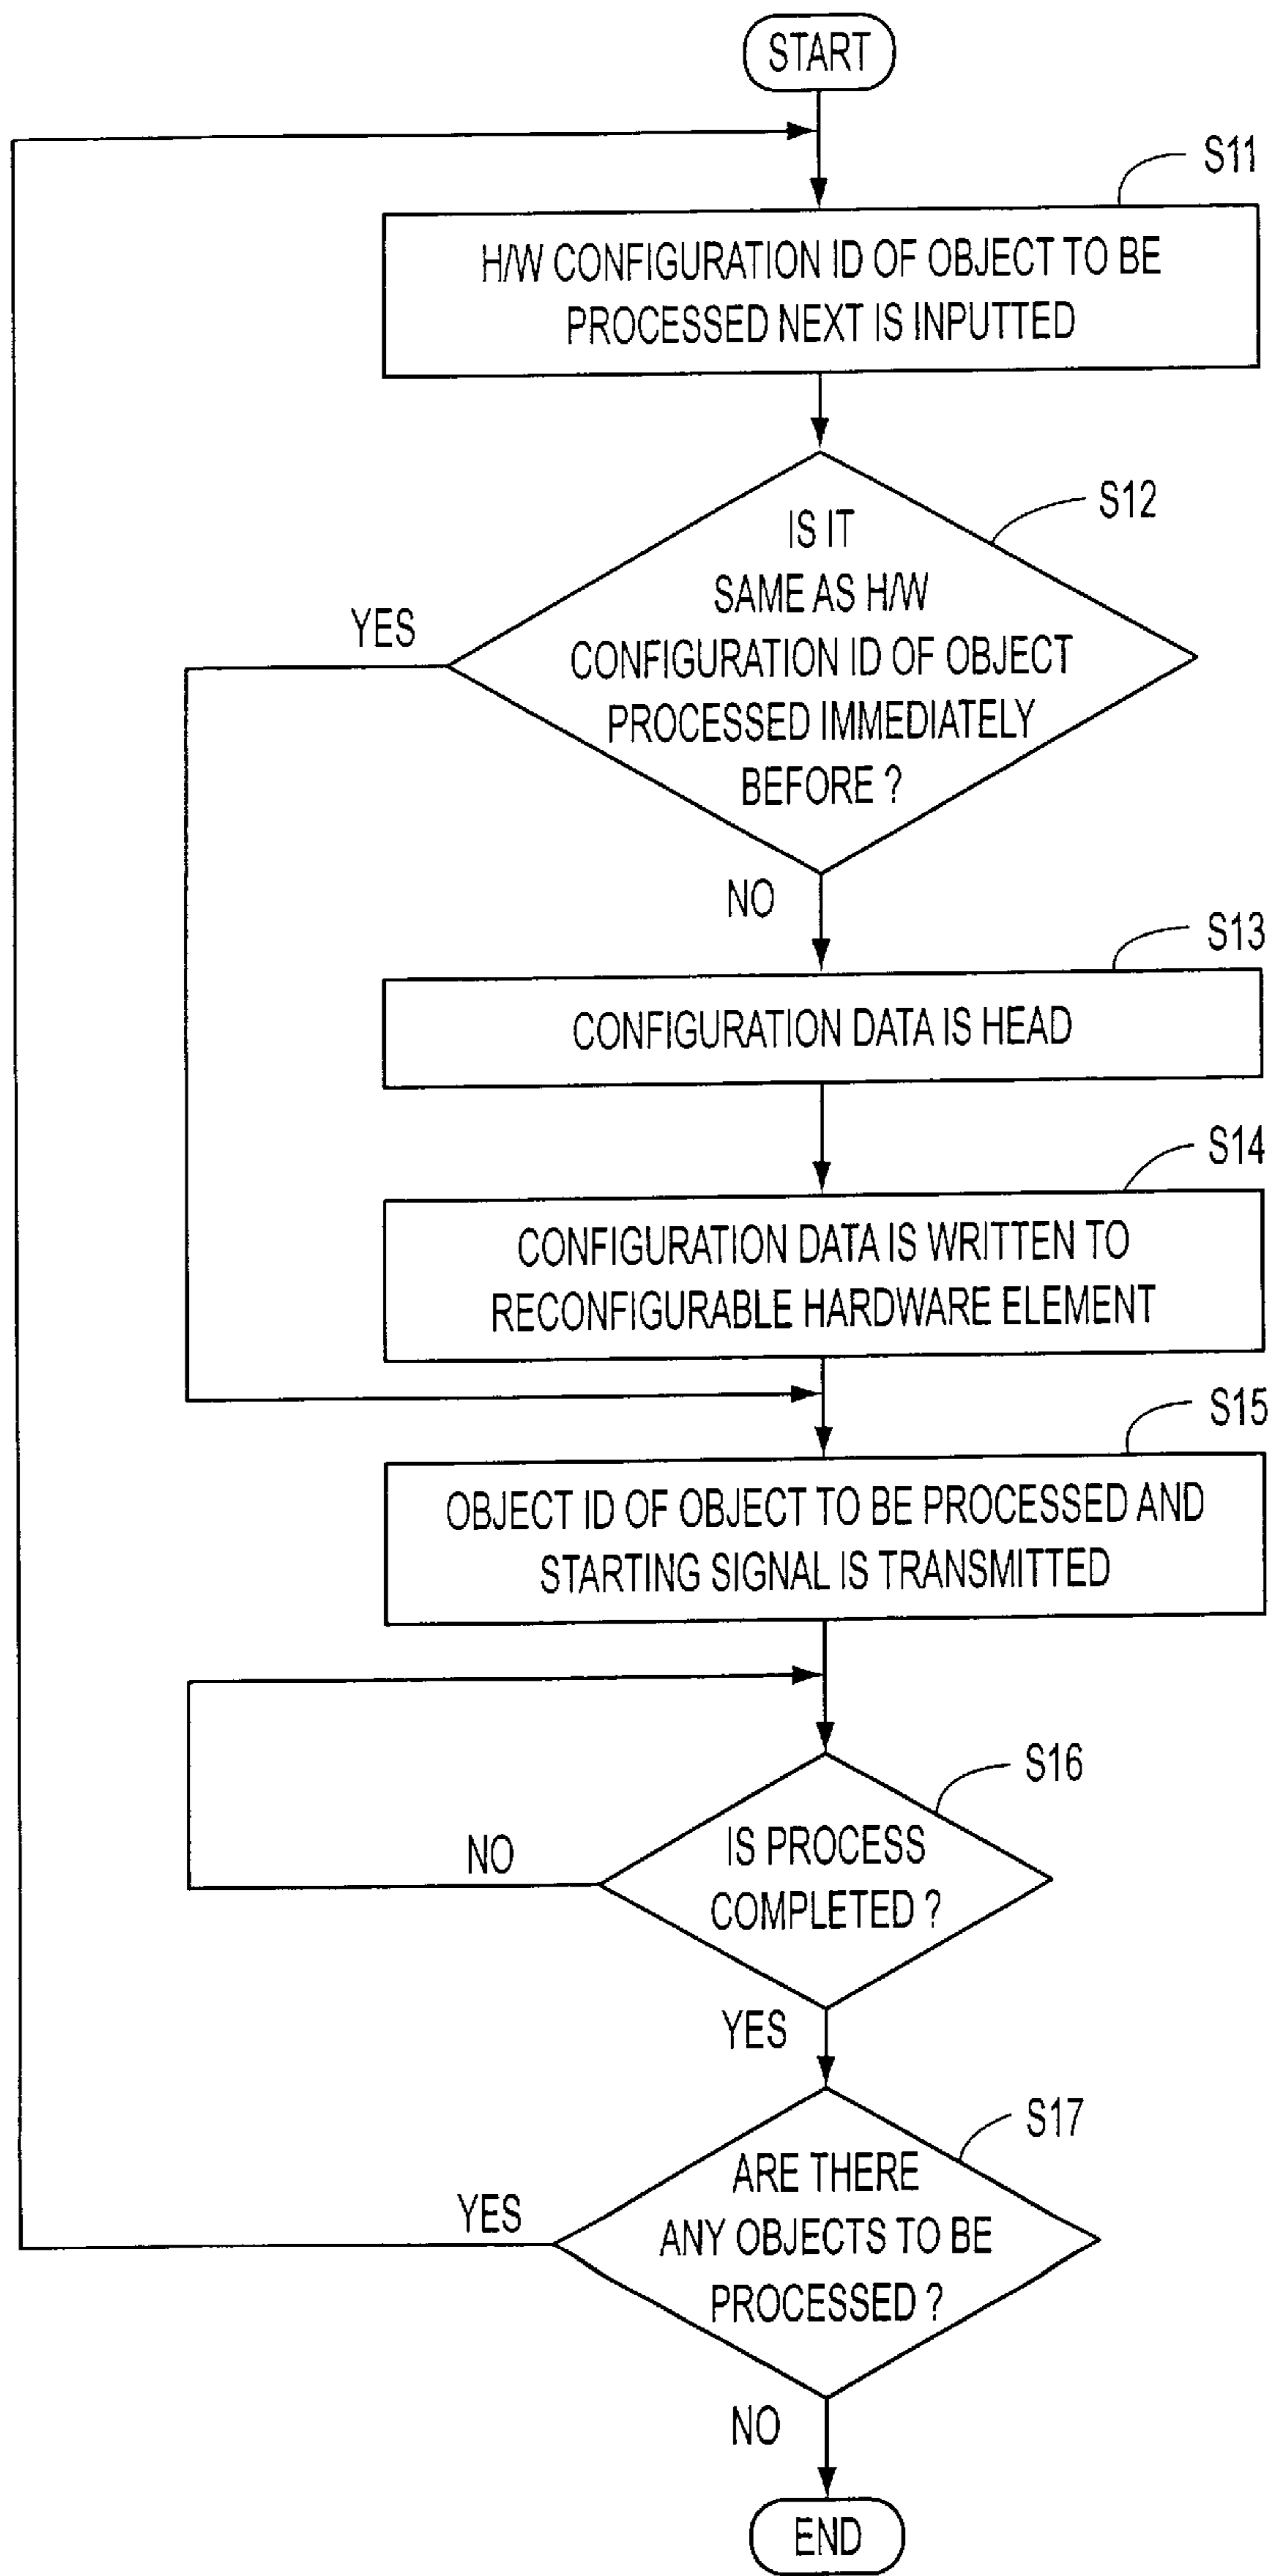 START
S11
H/W CONFIGURATION ID OF OBJECT TO BE
PROCESSED NEXT IS INPUTTED
S12
IS IT
SAME AS H/W
CONFIGURATION ID OF OBJECT
PROCESSED IMMEDIATELY
BEFORE ?
YES
NO
S13
CONFIGURATION DATA IS HEAD
S14
CONFIGURATION DATA IS WRITTEN TO
RECONFIGURABLE HARDWARE ELEMENT
S15
OBJECT ID OF OBJECT TO BE PROCESSED AND
STARTING SIGNAL IS TRANSMITTED
S16
IS PROCESS
COMPLETED ?
NO
YES
S17
ARE THERE
ANY OBJECTS TO BE
PROCESSED ?
YES
NO
END